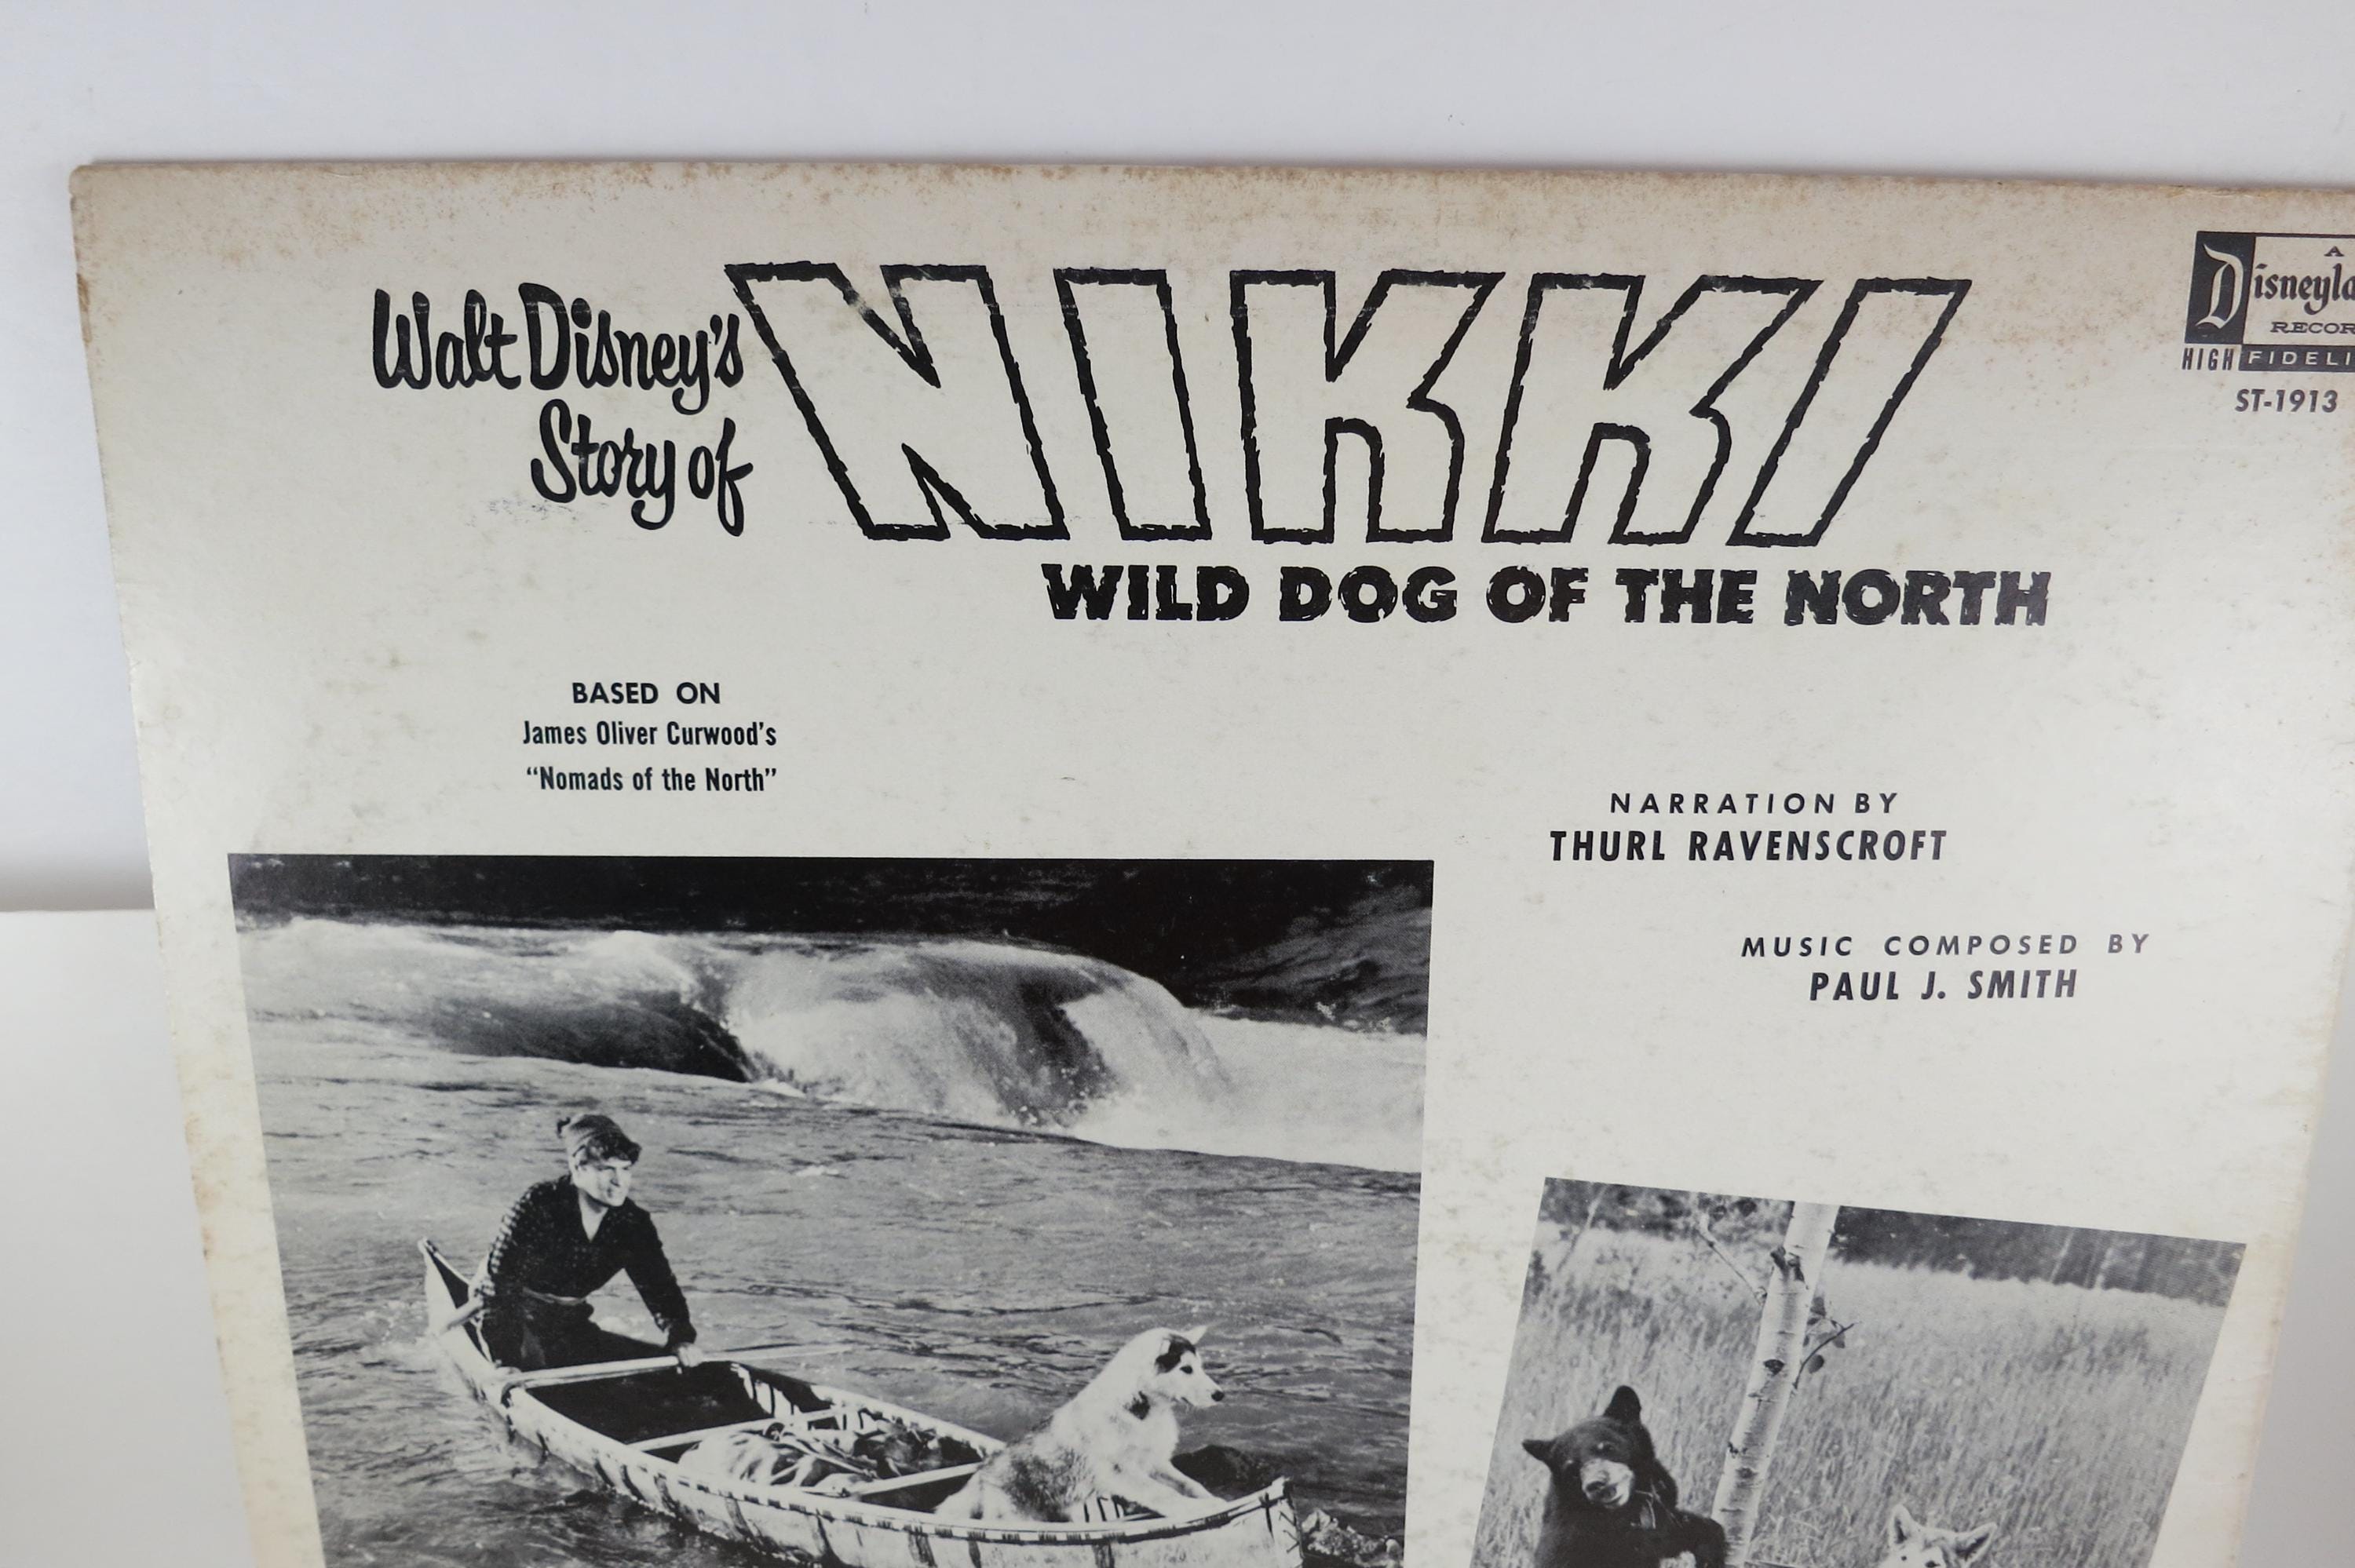 Walt Disney's
Story of
NIKKI
WILD DOG OF THE NORTH
A
HIGH
ST-1913
BASED ON
James Oliver Curwood's
“Nomads of the North”
NARRATION BY
THURL RAVENSCROFT
MUSIC COMPOSED BY
PAUL J. SMITH